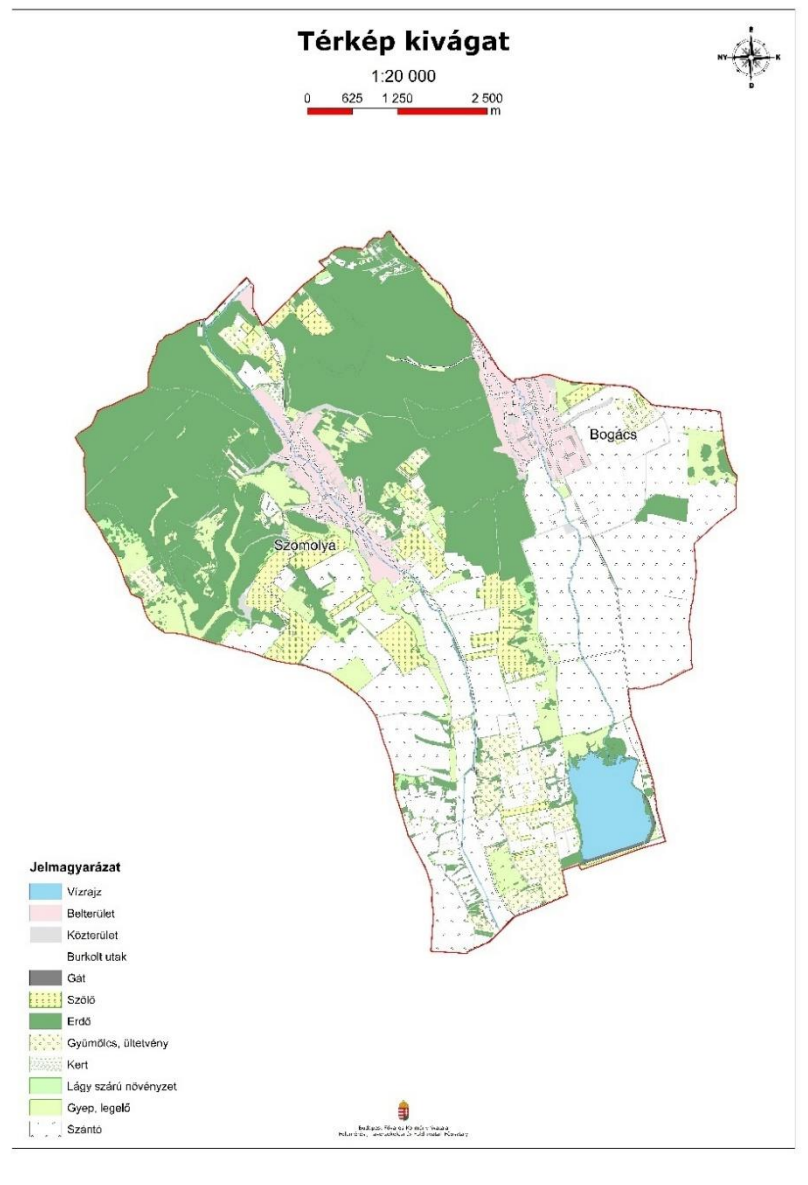 Térkép kivágat
1:20 000
0 625 1 250 2 500
m
É
NY K
D
Bogács
Szomolya
Jelmagyarázat
Vízrajz
Belterület
Közterület
Burkolt utak
Gát
Szőlő
Erdő
Gyümölcs, ültetvény
Kert
Lágy szárú növényzet
Gyep, legelő
Szántó